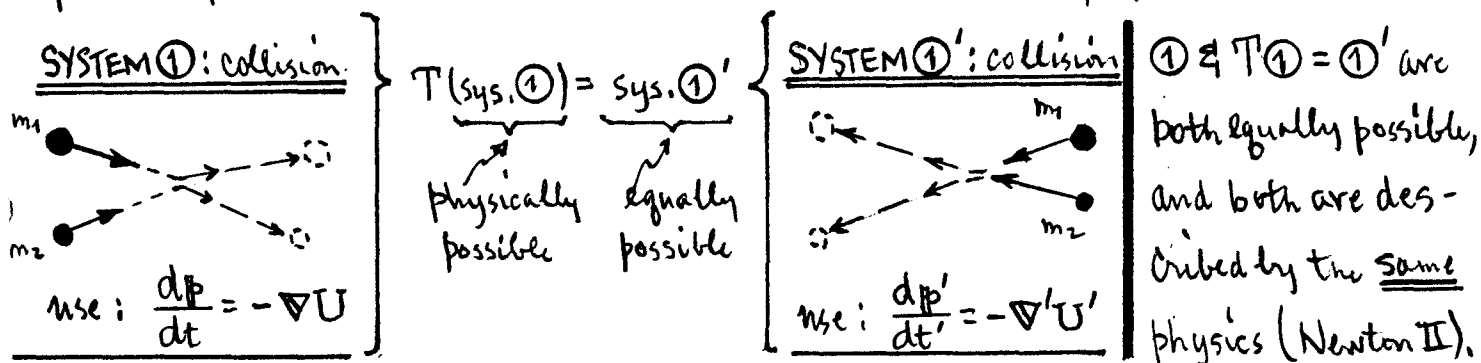 SYSTEM ①: collision.
m₁
m₂
use: dp/dt = -∇U
T(sys.①) = sys.①′
physically possible
equally possible
SYSTEM ①′: collision
m₁
m₂
use: dp′/dt′ = -∇′U′
① & T① = ①′ are
both equally possible,
and both are des-
cribed by the same
physics (Newton II).